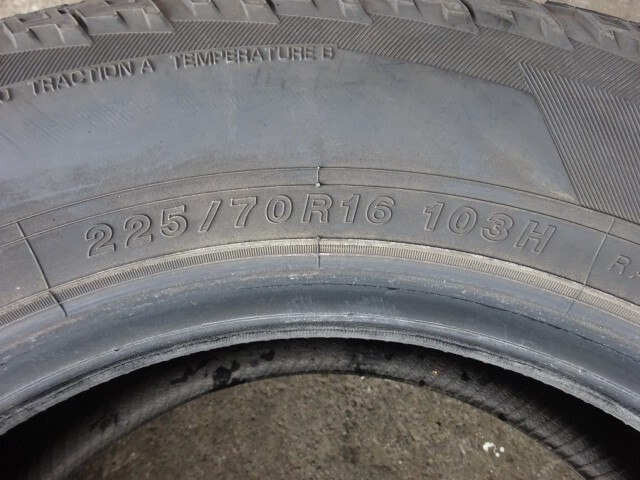 TRACTION A TEMPERATURE B
225/70R16 103H
R.